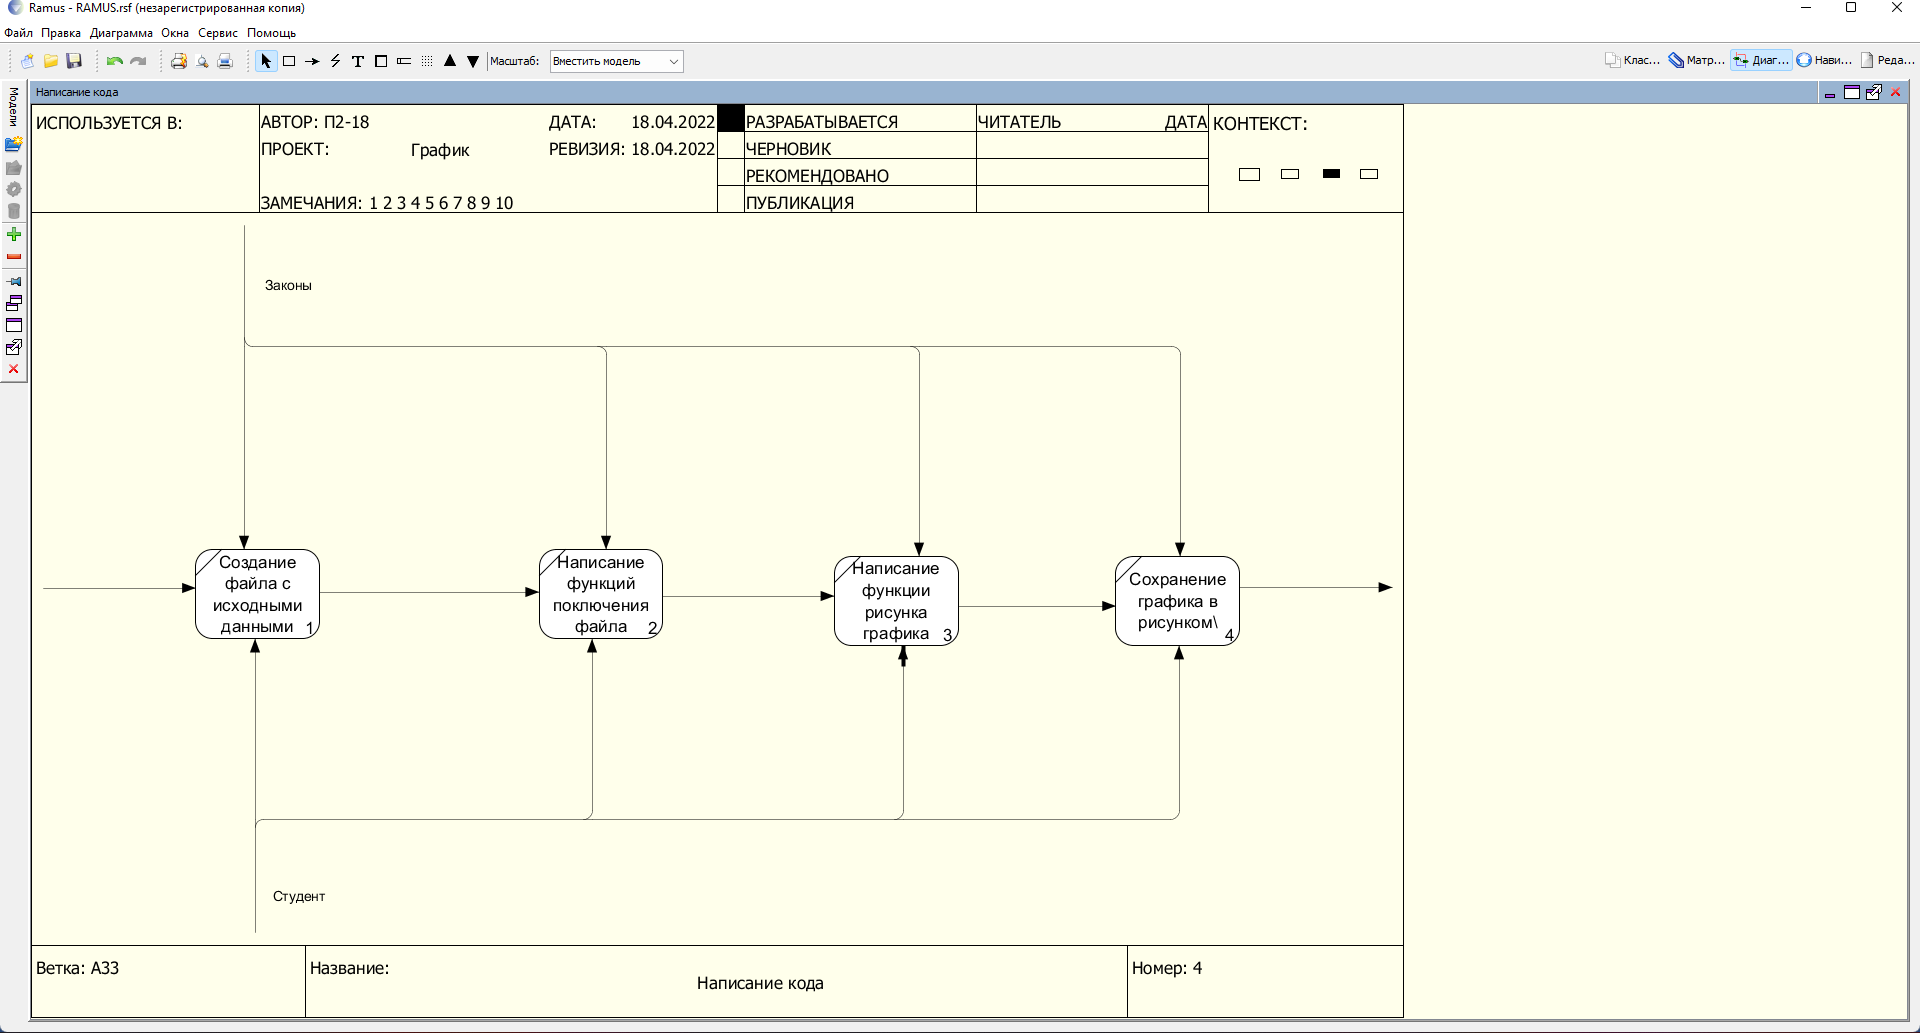 Ramus - RAMUS.rsf (незарегистрированная копия)
Файл Правка Диаграмма Окна Сервис Помощь
Масштаб: Вместить модель Клас... Матр... Диаг... Нави... Реда...
Модели
Написание кода
ИСПОЛЬЗУЕТСЯ В:
АВТОР: П2-18 ДАТА: 18.04.2022
ПРОЕКТ: График РЕВИЗИЯ: 18.04.2022
ЗАМЕЧАНИЯ: 1 2 3 4 5 6 7 8 9 10
РАЗРАБАТЫВАЕТСЯ
ЧЕРНОВИК
РЕКОМЕНДОВАНО
ПУБЛИКАЦИЯ
ЧИТАТЕЛЬ ДАТА
КОНТЕКСТ:
Законы
Создание
файла с
исходными
данными 1
Написание
функций
поключения
файла 2
Написание
функции
рисунка
графика 3
Сохранение
графика в
рисунком\
4
Студент
Ветка: A33
Название:
Написание кода
Номер: 4